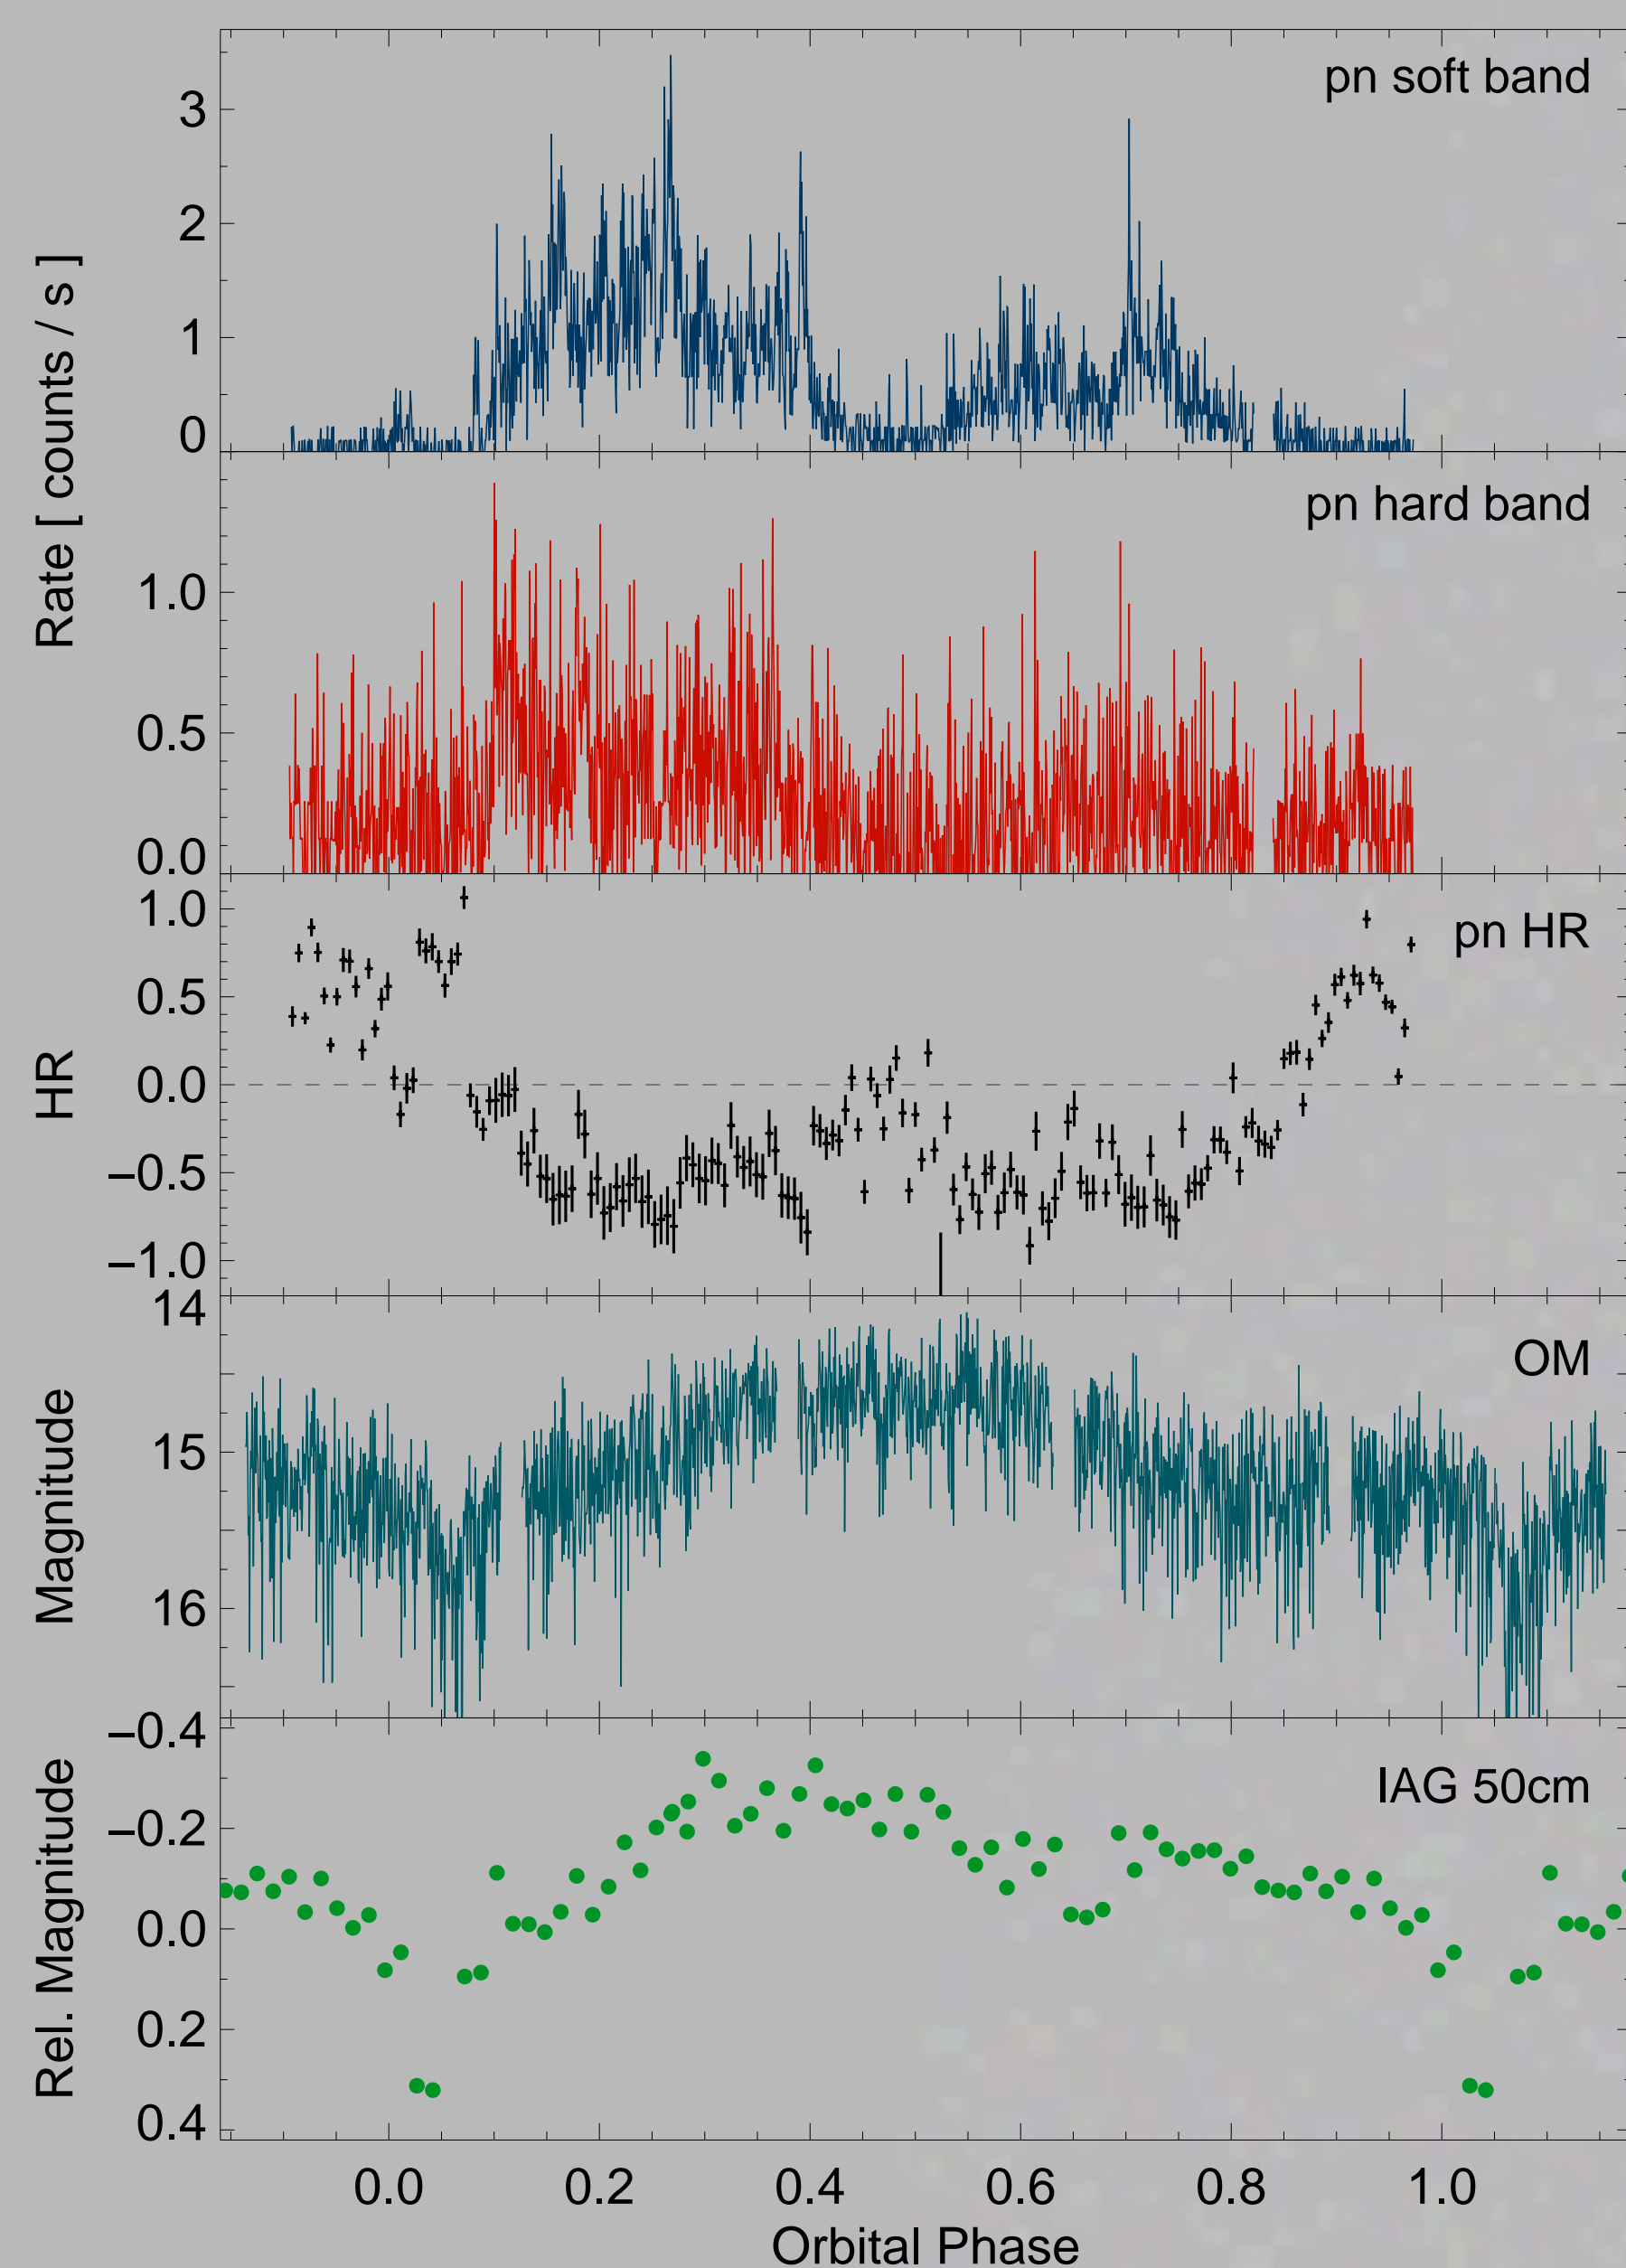 pn soft band
3
2
1
0
Rate [ counts / s ]
pn hard band
1.0
0.5
0.0
pn HR
1.0
0.5
0.0
−0.5
−1.0
HR
OM
14
15
16
Magnitude
IAG 50cm
−0.4
−0.2
0.0
0.2
0.4
Rel. Magnitude
0.0 0.2 0.4 0.6 0.8 1.0
Orbital Phase